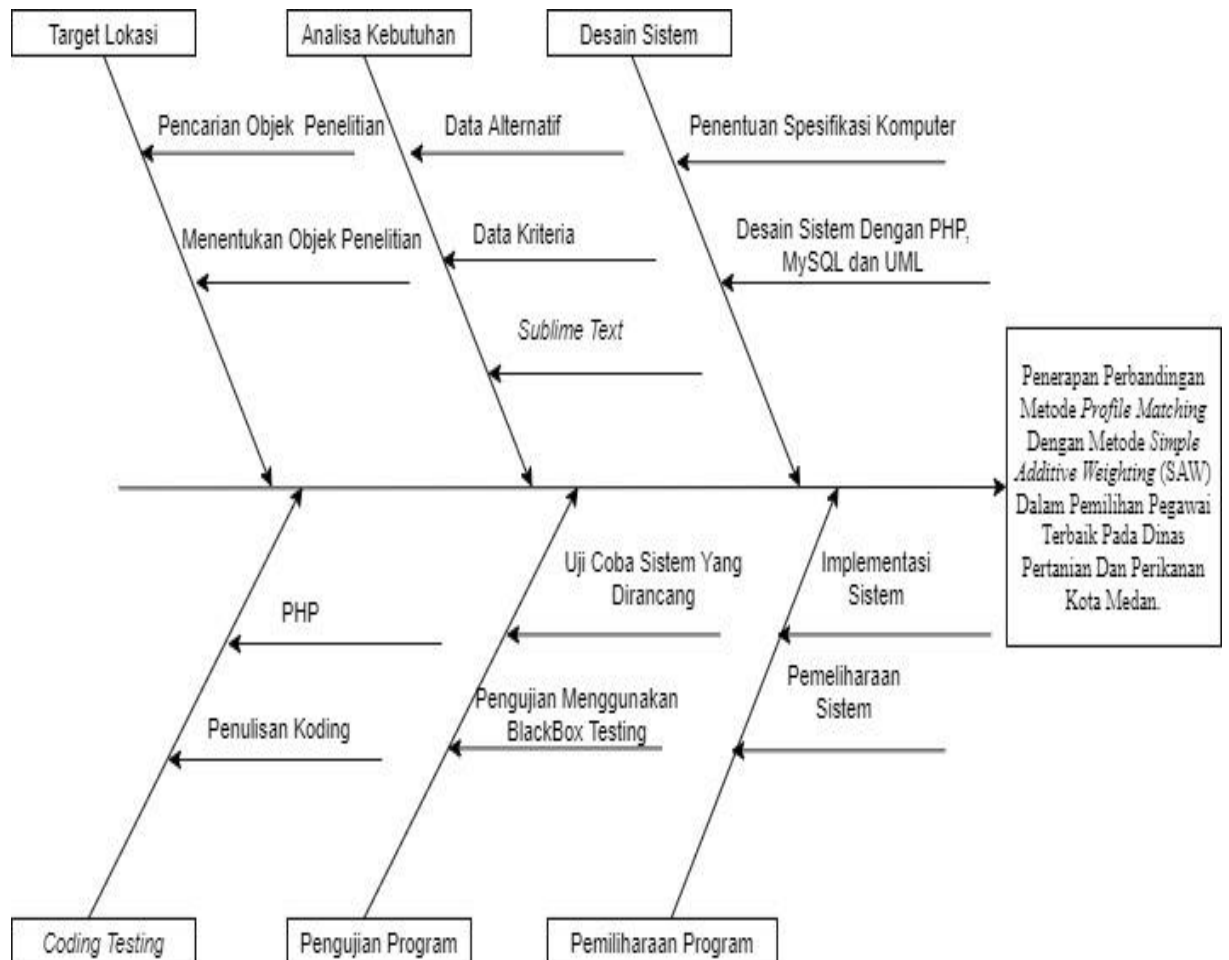 Target Lokasi
Analisa Kebutuhan
Desain Sistem
Pencarian Objek Penelitian
Data Alternatif
Penentuan Spesifikasi Komputer
Menentukan Objek Penelitian
Data Kriteria
Desain Sistem Dengan PHP,
MySQL dan UML
Sublime Text
Penerapan Perbandingan
Metode Profile Matching
Dengan Metode Simple
Additive Weighting (SAW)
Dalam Pemilihan Pegawai
Terbaik Pada Dinas
Pertanian Dan Perikanan
Kota Medan.
PHP
Uji Coba Sistem Yang
Dirancang
Implementasi
Sistem
Penulisan Koding
Pengujian Menggunakan
BlackBox Testing
Pemeliharaan
Sistem
Coding Testing
Pengujian Program
Pemiliharaan Program